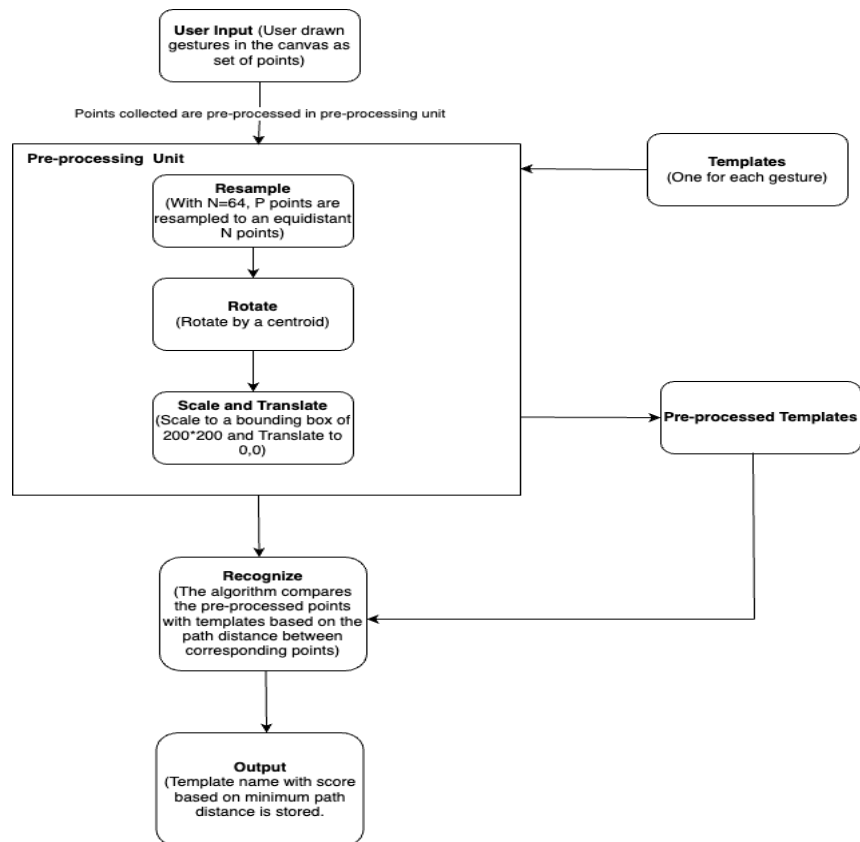 User Input (User drawn
gestures in the canvas as
set of points)
Points collected are pre-processed in pre-processing unit
Pre-processing Unit
Templates
(One for each gesture)
Resample
(With N=64, P points are
resampled to an equidistant
N points)
Rotate
(Rotate by a centroid)
Scale and Translate
(Scale to a bounding box of
200*200 and Translate to
0,0)
Pre-processed Templates
Recognize
(The algorithm compares
the pre-processed points
with templates based on the
path distance between
corresponding points)
Output
(Template name with score
based on minimum path
distance is stored.